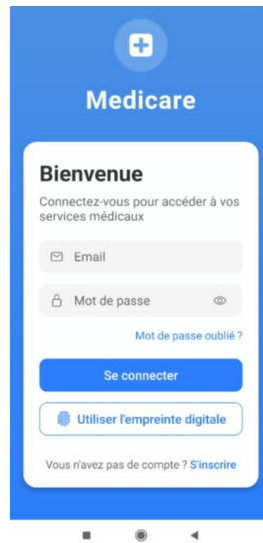 Medicare
Bienvenue
Connectez-vous pour accéder à vos
services médicaux
Email
Mot de passe
Mot de passe oublié ?
Se connecter
Utiliser l'empreinte digitale
Vous n'avez pas de compte ? S'inscrire